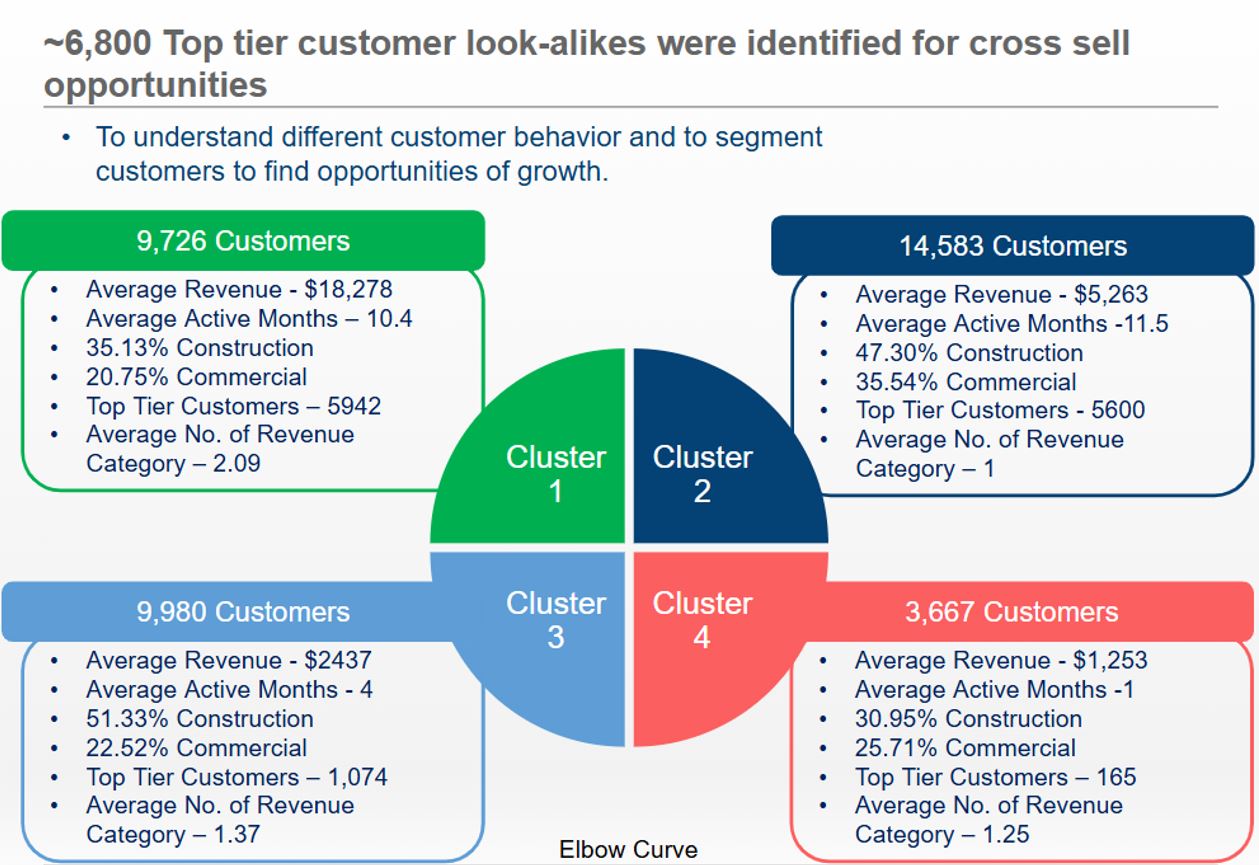 ~6,800 Top tier customer look-alikes were identified for cross sell
opportunities
• To understand different customer behavior and to segment
customers to find opportunities of growth.
9,726 Customers
• Average Revenue - $18,278
• Average Active Months – 10.4
• 35.13% Construction
• 20.75% Commercial
• Top Tier Customers – 5942
• Average No. of Revenue
Category – 2.09
14,583 Customers
• Average Revenue - $5,263
• Average Active Months -11.5
• 47.30% Construction
• 35.54% Commercial
• Top Tier Customers - 5600
• Average No. of Revenue
Category – 1
Cluster
1
Cluster
2
Cluster
3
Cluster
4
9,980 Customers
• Average Revenue - $2437
• Average Active Months - 4
• 51.33% Construction
• 22.52% Commercial
• Top Tier Customers – 1,074
• Average No. of Revenue
Category – 1.37
3,667 Customers
• Average Revenue - $1,253
• Average Active Months -1
• 30.95% Construction
• 25.71% Commercial
• Top Tier Customers – 165
• Average No. of Revenue
Category – 1.25
Elbow Curve